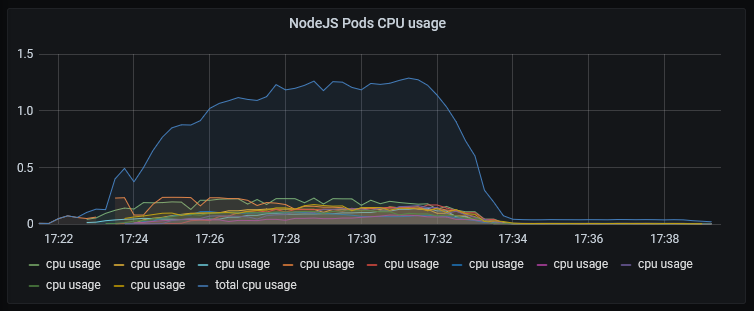 NodeJS Pods CPU usage
1.5
1.0
0.5
0
17:22 17:24 17:26 17:28 17:30 17:32 17:34 17:36 17:38
cpu usage cpu usage cpu usage cpu usage cpu usage cpu usage cpu usage cpu usage
cpu usage cpu usage total cpu usage